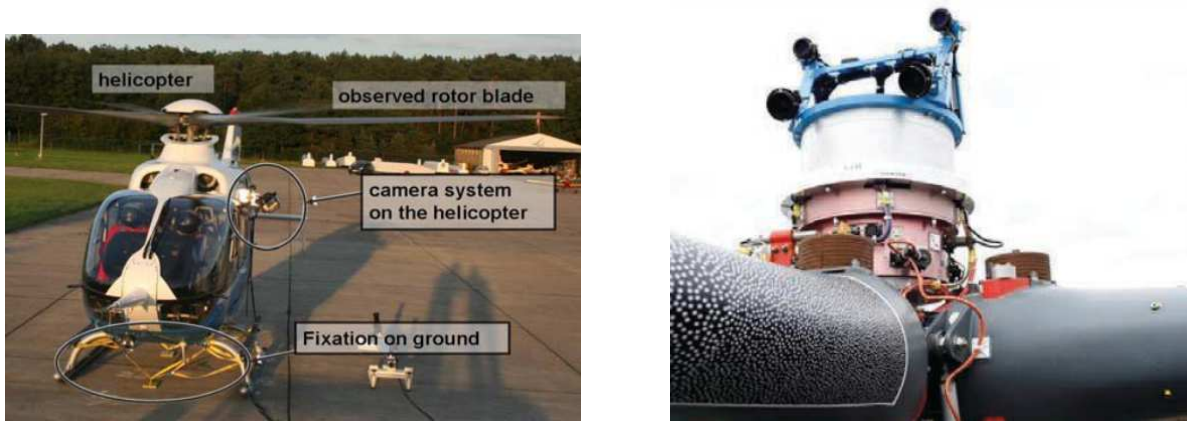 helicopter
observed rotor blade
camera system
on the helicopter
Fixation on ground